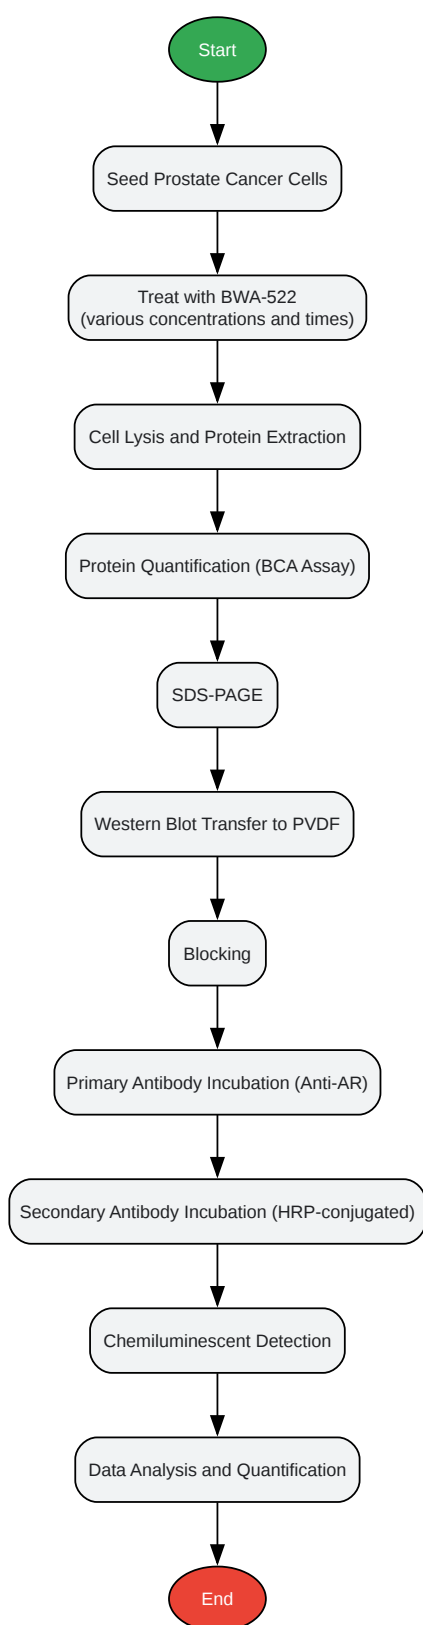 Start
Seed Prostate Cancer Cells
Treat with BWA-522
(various concentrations and times)
Cell Lysis and Protein Extraction
Protein Quantification (BCA Assay)
SDS-PAGE
Western Blot Transfer to PVDF
Blocking
Primary Antibody Incubation (Anti-AR)
Secondary Antibody Incubation (HRP-conjugated)
Chemiluminescent Detection
Data Analysis and Quantification
End